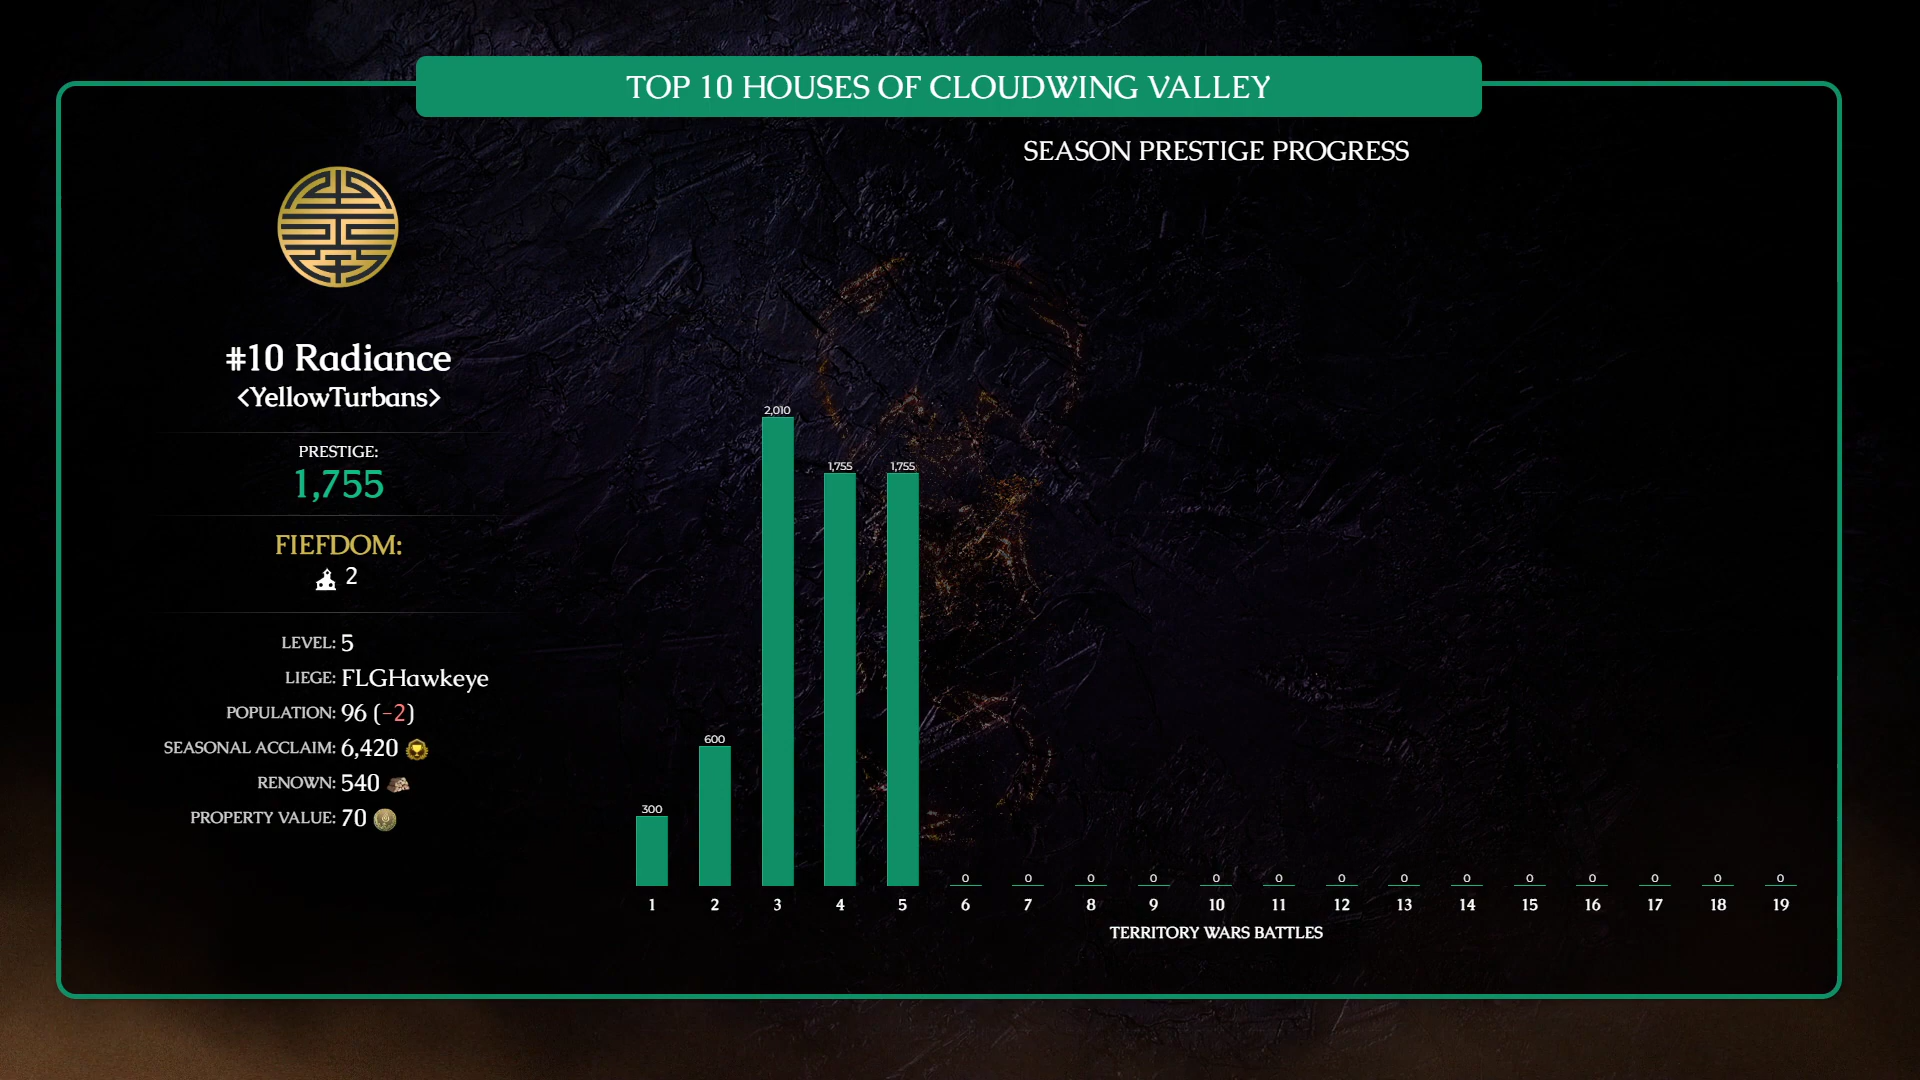 TOP 10 HOUSES OF CLOUDWING VALLEY
SEASON PRESTIGE PROGRESS
#10 Radiance
<YellowTurbans>
PRESTIGE:
1,755
FIEFDOM:
2
LEVEL: 5
LIEGE: FLGHawkeye
POPULATION: 96 (-2)
SEASONAL ACCLAIM: 6,420
RENOWN: 540
PROPERTY VALUE: 70
300 600 2,010 1,755 1,755 0 0 0 0 0 0 0 0 0 0 0 0 0 0
1 2 3 4 5 6 7 8 9 10 11 12 13 14 15 16 17 18 19
TERRITORY WARS BATTLES